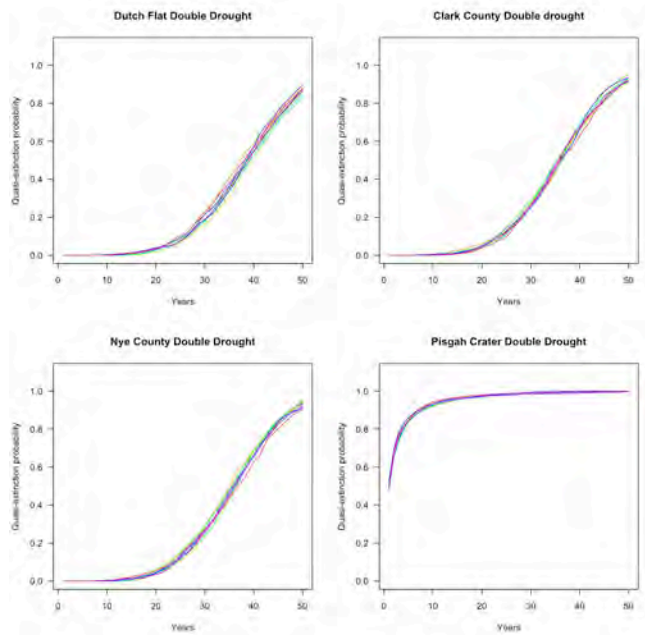 Dutch Flat Double Drought
Clark County Double drought
Quasi-extinction probability
1.0
0.8
0.6
0.4
0.2
0.0
0 10 20 30 40 50
Years
Quasi-extinction probability
1.0
0.8
0.6
0.4
0.2
0.0
0 10 20 30 40 50
Years
Nye County Double Drought
Pisgah Crater Double Drought
Quasi-extinction probability
1.0
0.8
0.6
0.4
0.2
0.0
0 10 20 30 40 50
Years
Quasi-extinction probability
1.0
0.8
0.6
0.4
0.2
0.0
0 10 20 30 40 50
Years